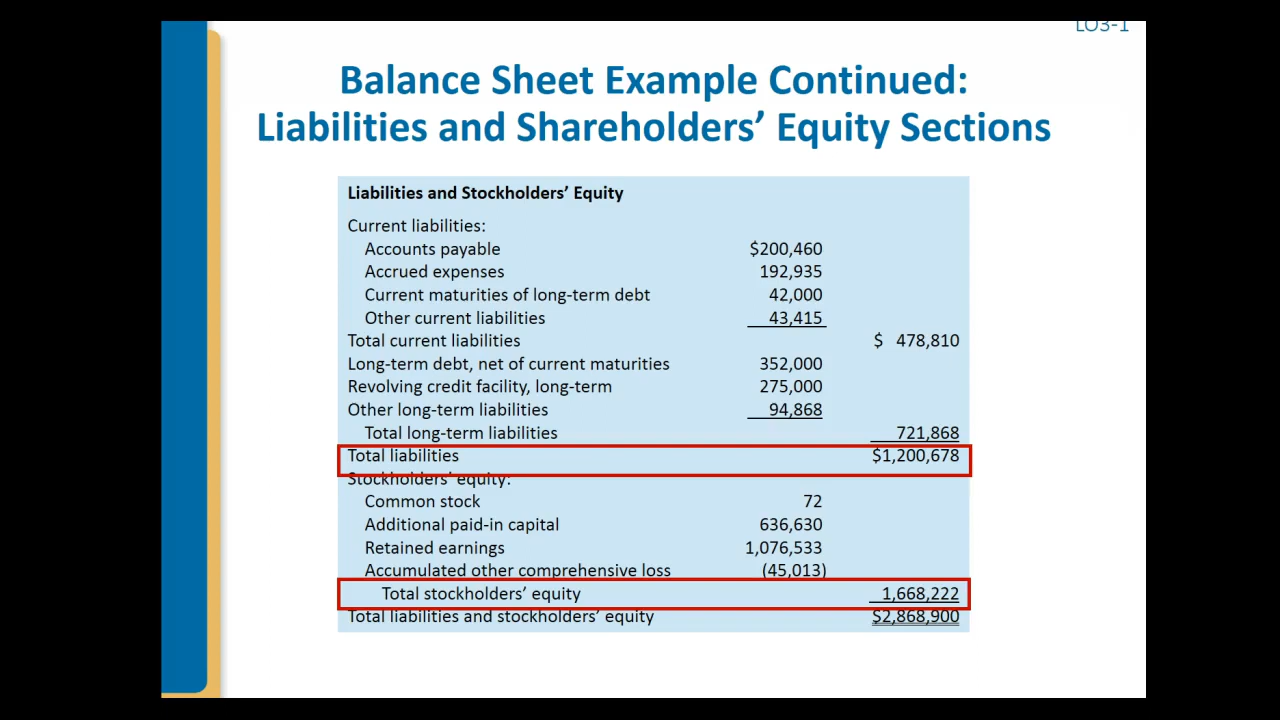 LO3-1
Balance Sheet Example Continued:
Liabilities and Shareholders’ Equity Sections
Liabilities and Stockholders’ Equity
Current liabilities:
Accounts payable $200,460
Accrued expenses 192,935
Current maturities of long-term debt 42,000
Other current liabilities 43,415
Total current liabilities $ 478,810
Long-term debt, net of current maturities 352,000
Revolving credit facility, long-term 275,000
Other long-term liabilities 94,868
Total long-term liabilities 721,868
Total liabilities $1,200,678
Stockholders’ equity:
Common stock 72
Additional paid-in capital 636,630
Retained earnings 1,076,533
Accumulated other comprehensive loss (45,013)
Total stockholders’ equity 1,668,222
Total liabilities and stockholders’ equity $2,868,900